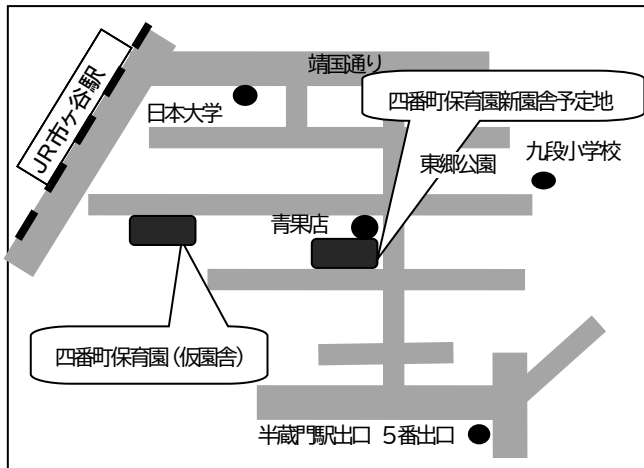 靖国通り
JR市ヶ谷駅
日本大学
四番町保育園新園舎予定地
九段小学校
東郷公園
青果店
四番町保育園（仮園舎）
半蔵門駅出口 ５番出口